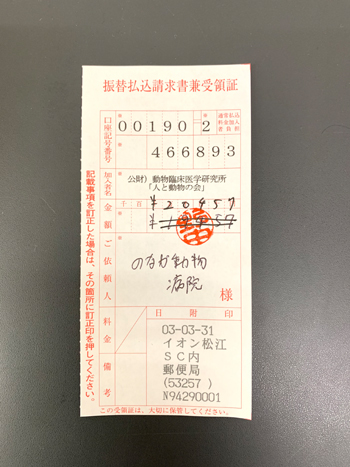 振替払込請求書兼受領証
口座記号番号
00190-2
通常払込料金加入者負担
466893
加入者名
公財）動物臨床医学研究所
「人と動物の会」
金額
千 百
¥20957
ご依頼人
のなか動物
病院
様
料金
日附印
備考
03-03-31
イオン松江
SC内
郵便局
(53257 )
N94290001
記載事項を訂正した場合は、その箇所に訂正印を押してください。
この受領証は、大切に保管してください。